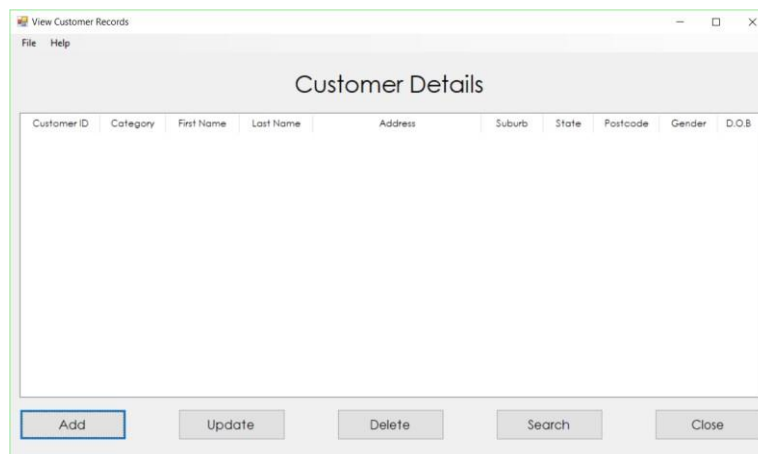 View Customer Records
File Help
Customer Details
Customer ID Category First Name Last Name Address Suburb State Postcode Gender D.O.B
Add Update Delete Search Close